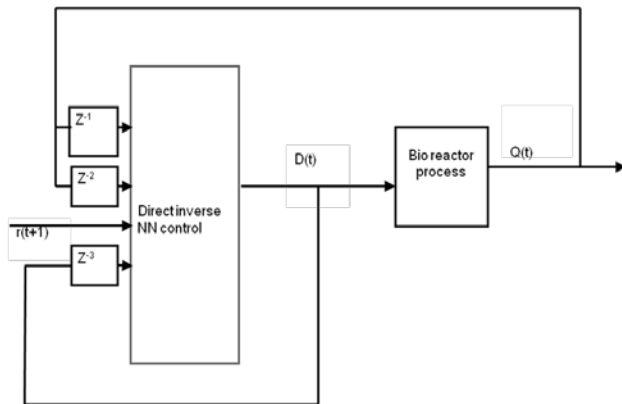 Z-1
Z-2
r(t+1)
Z-3
Direct inverse
NN control
D(t)
Bio reactor
process
Q(t)